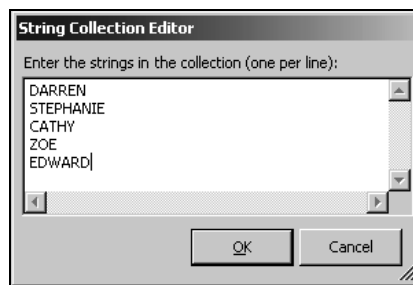 String Collection Editor
Enter the strings in the collection (one per line):
DARREN
STEPHANIE
CATHY
ZOE
EDWARD
OK Cancel